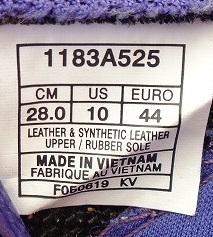 1183A525
CM US EURO
28.0 10 44
LEATHER & SYNTHETIC LEATHER
UPPER / RUBBER SOLE
MADE IN VIETNAM
FABRIQUE AU VIETNAM
F050619 KV